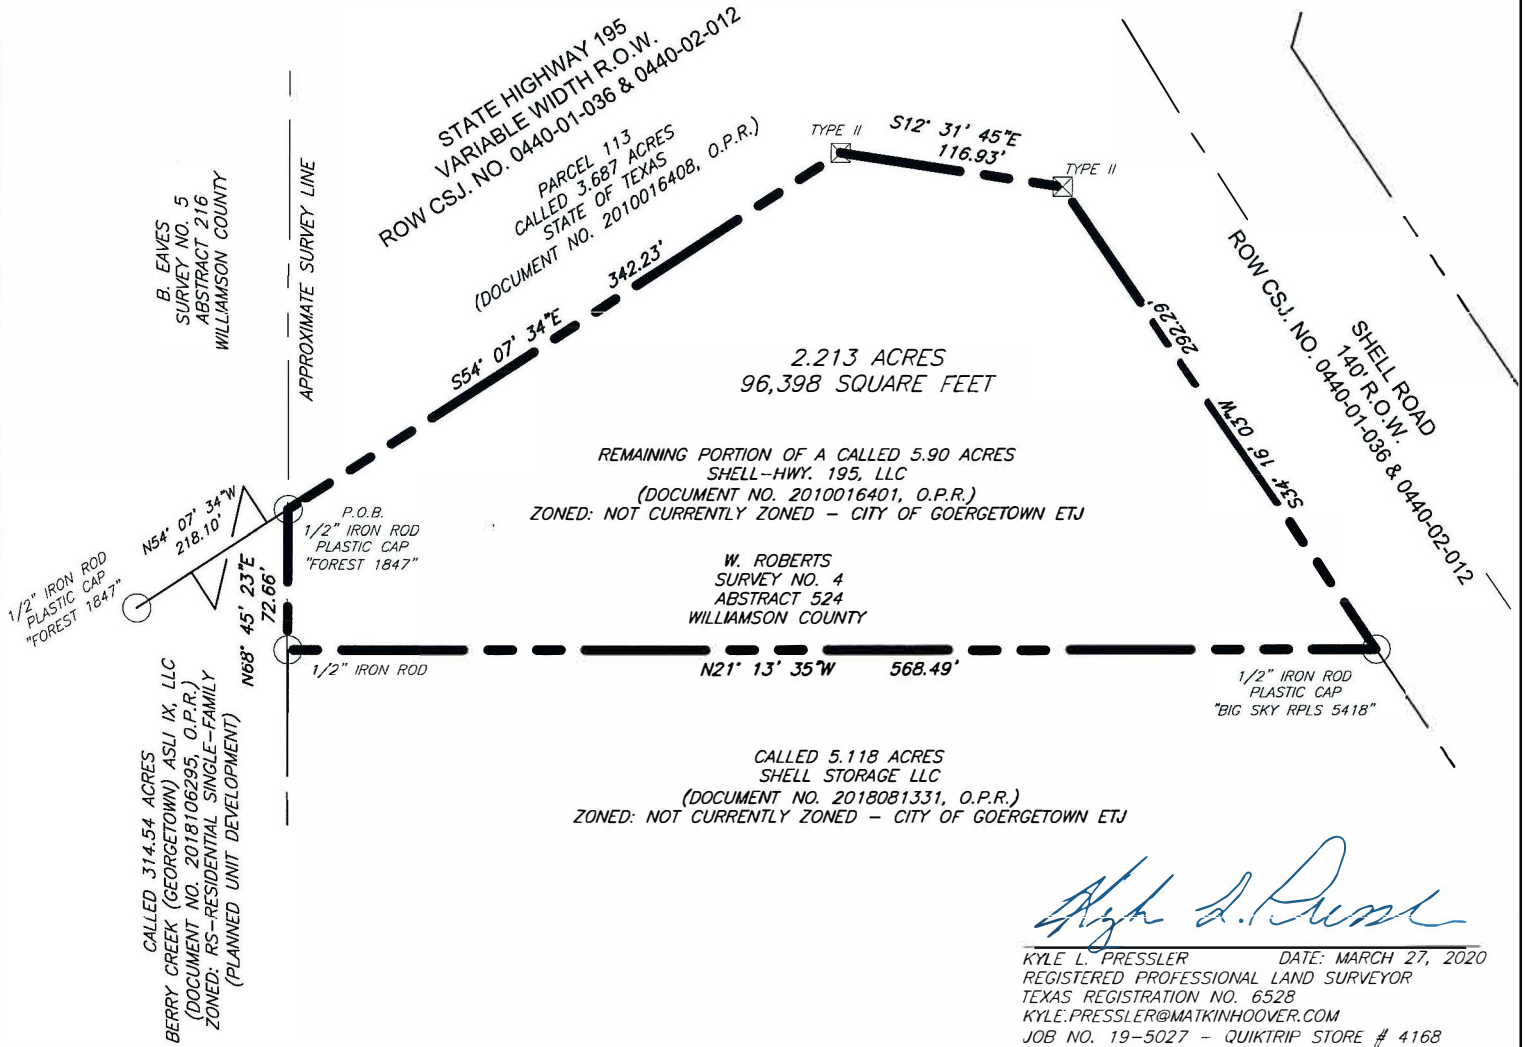 STATE HIGHWAY 195
VARIABLE WIDTH R.O.W.
ROW CSJ. NO. 0440-01-036 & 0440-02-012
PARCEL 113
CALLED 3.687 ACRES
STATE OF TEXAS
(DOCUMENT NO. 2010016408, O.P.R.)
B. EAVES
SURVEY NO. 5
ABSTRACT 216
WILLIAMSON COUNTY
APPROXIMATE SURVEY LINE
TYPE II
S12° 31' 45"E
116.93'
TYPE II
S54° 07' 34"E
342.23'
292.29'
S34° 16' 03"W
ROW CSJ. NO. 0440-01-036 & 0440-02-012
SHELL ROAD
140' R.O.W.
2.213 ACRES
96,398 SQUARE FEET
REMAINING PORTION OF A CALLED 5.90 ACRES
SHELL-HWY. 195, LLC
(DOCUMENT NO. 2010016401, O.P.R.)
ZONED: NOT CURRENTLY ZONED - CITY OF GOERGETOWN ETJ
W. ROBERTS
SURVEY NO. 4
ABSTRACT 524
WILLIAMSON COUNTY
P.O.B.
1/2" IRON ROD
PLASTIC CAP
"FOREST 1847"
N54° 07' 34"W
218.10'
1/2" IRON ROD
PLASTIC CAP
"FOREST 1847"
N68° 45' 23"E
72.66'
1/2" IRON ROD
N21° 13' 35"W 568.49'
1/2" IRON ROD
PLASTIC CAP
"BIG SKY RPLS 5418"
CALLED 5.118 ACRES
SHELL STORAGE LLC
(DOCUMENT NO. 2018081331, O.P.R.)
ZONED: NOT CURRENTLY ZONED - CITY OF GOERGETOWN ETJ
CALLED 314.54 ACRES
BERRY CREEK (GEORGETOWN) ASLI IX, LLC
(DOCUMENT NO. 2018106295, O.P.R.)
ZONED: RS-RESIDENTIAL SINGLE-FAMILY
(PLANNED UNIT DEVELOPMENT)
KYLE L. PRESSLER DATE: MARCH 27, 2020
REGISTERED PROFESSIONAL LAND SURVEYOR
TEXAS REGISTRATION NO. 6528
KYLE.PRESSLER@MATKINHOOVER.COM
JOB NO. 19-5027 - QUIKTRIP STORE # 4168